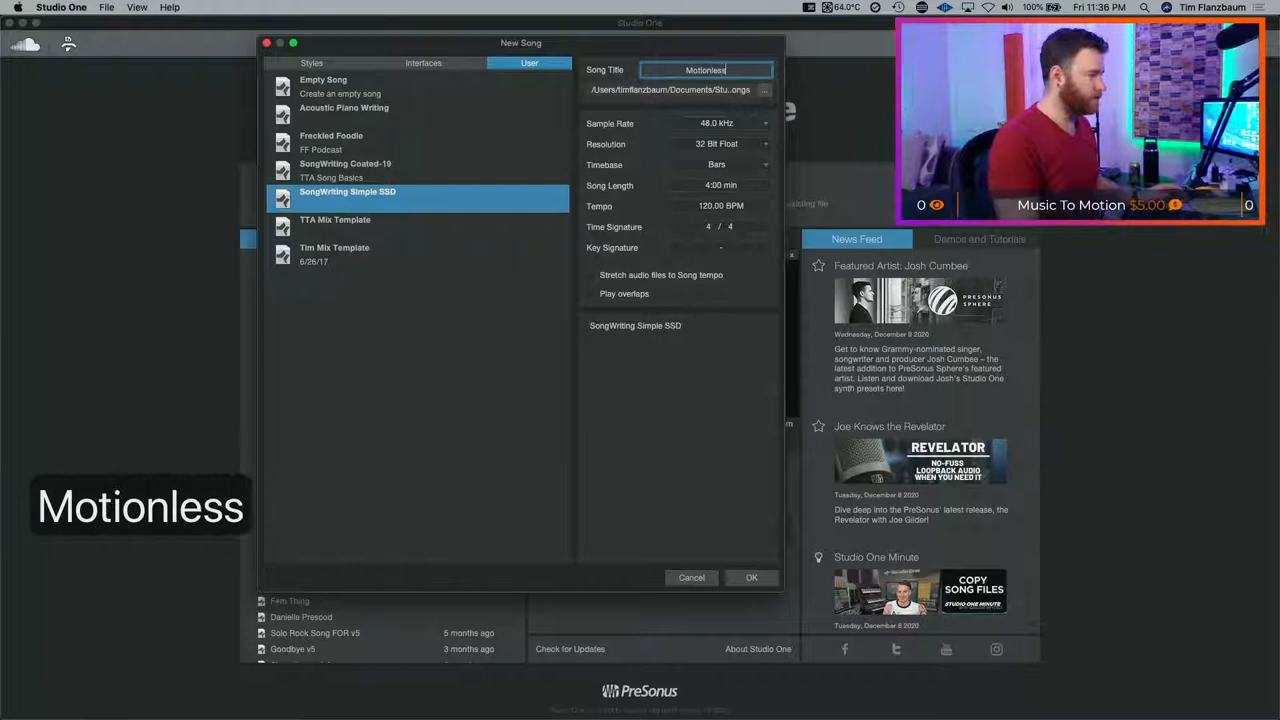 Studio One File Edit View Help
64.0°C 100% Fri 11:36 PM Tim Flanzbaum
Studio One
New Song
Styles Interfaces User
Empty Song
Create an empty song
Acoustic Piano Writing
Freckled Foodie
FF Podcast
SongWriting Coated-19
TTA Song Basics
SongWriting Simple SSD
TTA Mix Template
Tim Mix Template
6/26/17
Song Title Motionless
/Users/timflanzbaum/Documents/Stu..ongs ...
Sample Rate 48.0 kHz
Resolution 32 Bit Float
Timebase Bars
Song Length 4:00 min
Tempo 120.00 BPM
Time Signature 4 / 4
Key Signature -
Stretch audio files to Song tempo
Play overlaps
SongWriting Simple SSD
Cancel OK
existing file
0 Music To Motion $5.00 0
News Feed Demos and Tutorials
x
Featured Artist: Josh Cumbee
PRESONUS
SPHERE
Wednesday, December 9 2020
Get to know Grammy-nominated singer,
songwriter and producer Josh Cumbee – the
latest addition to PreSonus Sphere's featured
artist. Listen and download Josh's Studio One
synth presets here!
Joe Knows the Revelator
REVELATOR
NO-FUSS
LOOPBACK AUDIO
WHEN YOU NEED IT
Tuesday, December 8 2020
Dive deep into the PreSonus' latest release, the
Revelator with Joe Gilder!
Studio One Minute
COPY
SONG FILES
STUDIO ONE MINUTE
Tuesday, December 8 2020
Motionless
F#m Thing
Danielle Prescod
Solo Rock Song FOR v5 5 months ago
Goodbye v5 3 months ago
Check for Updates About Studio One
PreSonus